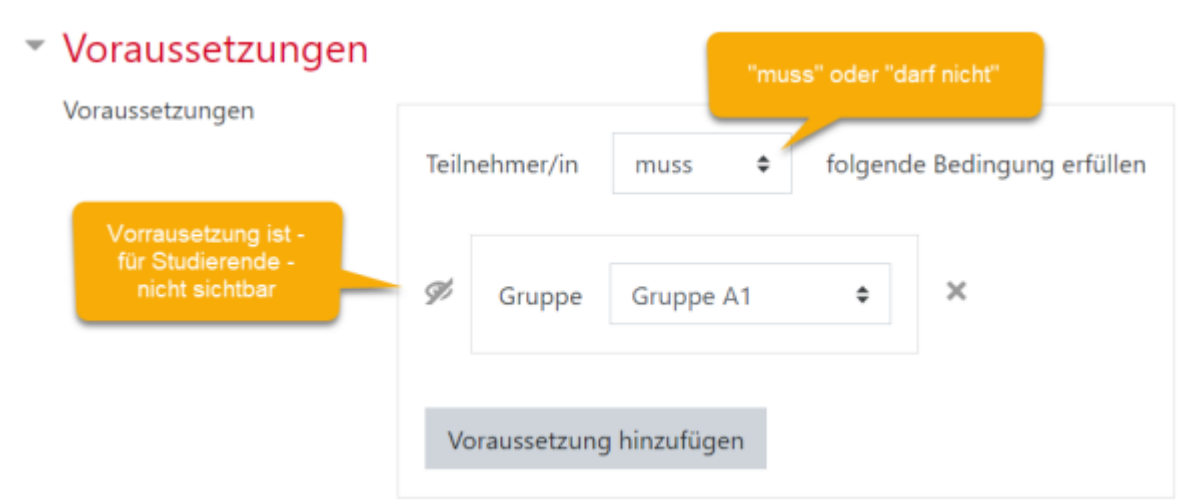 Voraussetzungen
"muss" oder "darf nicht"
Voraussetzungen
Teilnehmer/in muss folgende Bedingung erfüllen
Vorrausetzung ist -
für Studierende -
nicht sichtbar
Gruppe Gruppe A1
Voraussetzung hinzufügen